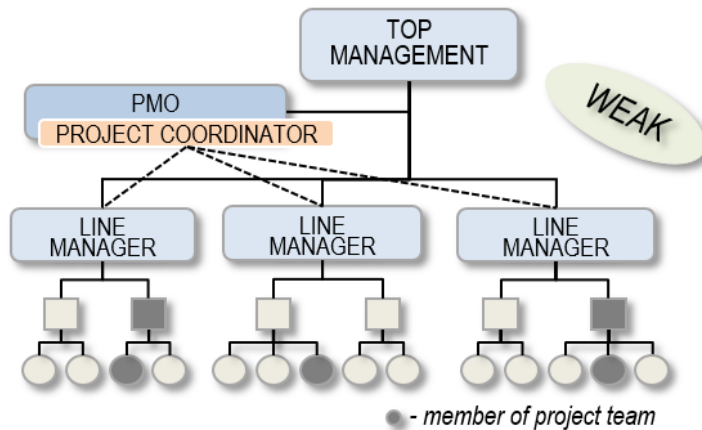 TOP
MANAGEMENT
WEAK
PMO
PROJECT COORDINATOR
LINE
MANAGER
LINE
MANAGER
LINE
MANAGER
- member of project team